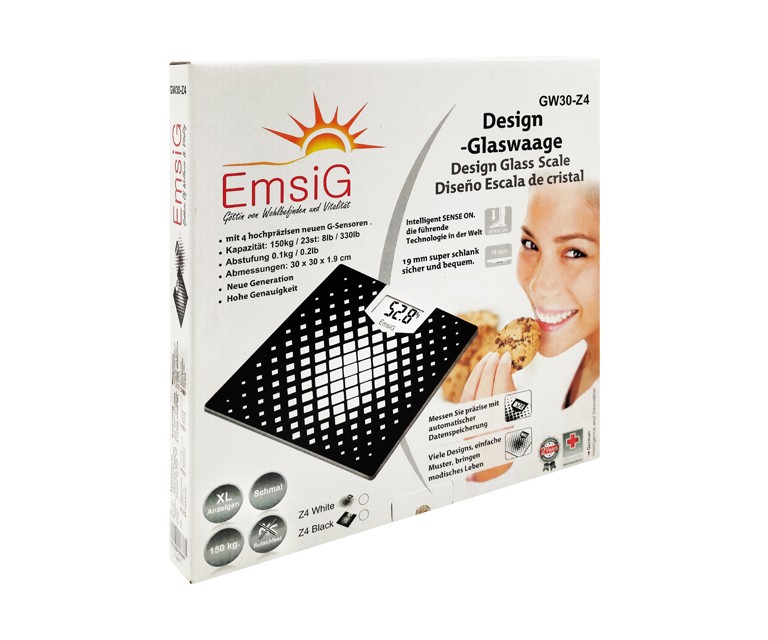 GW30-Z4
EmsiG
GW30-Z4
Design
-Glaswaage
Design Glass Scale
Diseño Escala de cristal
EmsiG
Göttin von Wohlbefinden und Vitalität
• mit 4 hochpräzisen neuen G-Sensoren .
• Kapazität: 150kg / 23st: 8lb / 330lb
• Abstufung 0.1kg / 0.2lb
• Abmessungen: 30 x 30 x 1.9 cm
• Neue Generation
• Hohe Genauigkeit
Intelligent SENSE ON.
die führende
Technologie in der Welt
19 mm super schlank
sicher und bequem.
52.8
EmsiG
Messen Sie präzise mit
automatischer
Datenspeicherung
Viele Designs, einfache
Muster, bringen
modisches Leben
XL
Anzeigen
Schmal
150 kg.
Rutschfest
Z4 White
Z4 Black